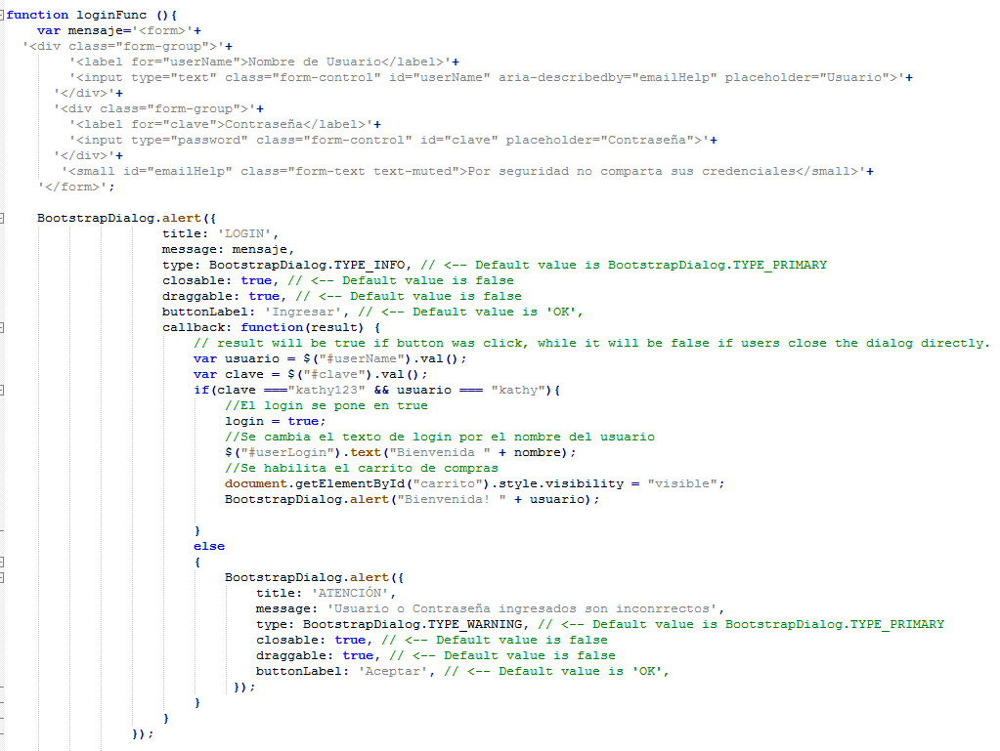 function loginFunc (){
var mensaje='<form>'+
'<div class="form-group">'+
'<label for="userName">Nombre de Usuario</label>'+
'<input type="text" class="form-control" id="userName" aria-describedby="emailHelp" placeholder="Usuario">'+
'</div>'+
'<div class="form-group">'+
'<label for="clave">Contraseña</label>'+
'<input type="password" class="form-control" id="clave" placeholder="Contraseña">'+
'</div>'+
'<small id="emailHelp" class="form-text text-muted">Por seguridad no comparta sus credenciales</small>'+
'</form>';
BootstrapDialog.alert({
title: 'LOGIN',
message: mensaje,
type: BootstrapDialog.TYPE_INFO, // <-- Default value is BootstrapDialog.TYPE_PRIMARY
closable: true, // <-- Default value is false
draggable: true, // <-- Default value is false
buttonLabel: 'Ingresar', // <-- Default value is 'OK',
callback: function(result) {
// result will be true if button was click, while it will be false if users close the dialog directly.
var usuario = $("#userName").val();
var clave = $("#clave").val();
if(clave ==="kathy123" && usuario === "kathy"){
//El login se pone en true
login = true;
//Se cambia el texto de login por el nombre del usuario
$("#userLogin").text("Bienvenida " + nombre);
//Se habilita el carrito de compras
document.getElementById("carrito").style.visibility = "visible";
BootstrapDialog.alert("Bienvenida! " + usuario);
}
else
{
BootstrapDialog.alert({
title: 'ATENCIÓN',
message: 'Usuario o Contraseña ingresados son inconrrectos',
type: BootstrapDialog.TYPE_WARNING, // <-- Default value is BootstrapDialog.TYPE_PRIMARY
closable: true, // <-- Default value is false
draggable: true, // <-- Default value is false
buttonLabel: 'Aceptar', // <-- Default value is 'OK',
});
}
}
});